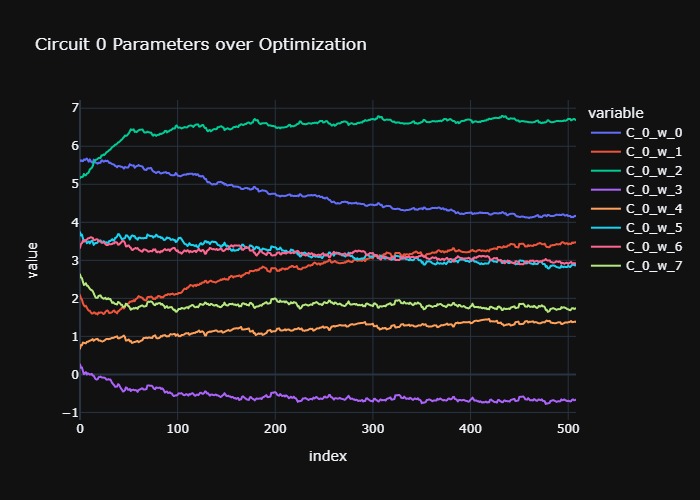 Circuit 0 Parameters over Optimization
variable
C_0_w_0
C_0_w_1
C_0_w_2
C_0_w_3
C_0_w_4
C_0_w_5
C_0_w_6
C_0_w_7
value
7
6
5
4
3
2
1
0
−1
0 100 200 300 400 500
index